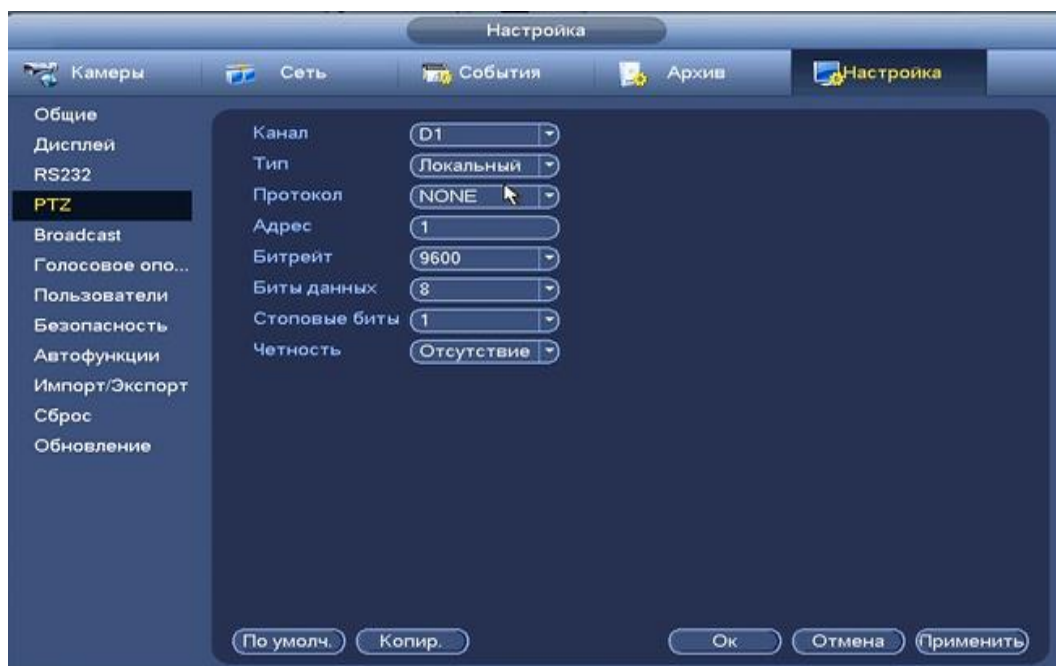 Настройка
Камеры Сеть События Архив Настройка
Общие
Дисплей
RS232
PTZ
Broadcast
Голосовое опо...
Пользователи
Безопасность
Автофункции
Импорт/Экспорт
Сброс
Обновление
Канал D1
Тип Локальный
Протокол NONE
Адрес 1
Битрейт 9600
Биты данных 8
Стоповые биты 1
Четность Отсутствие
По умолч. Копир. Ок Отмена Применить